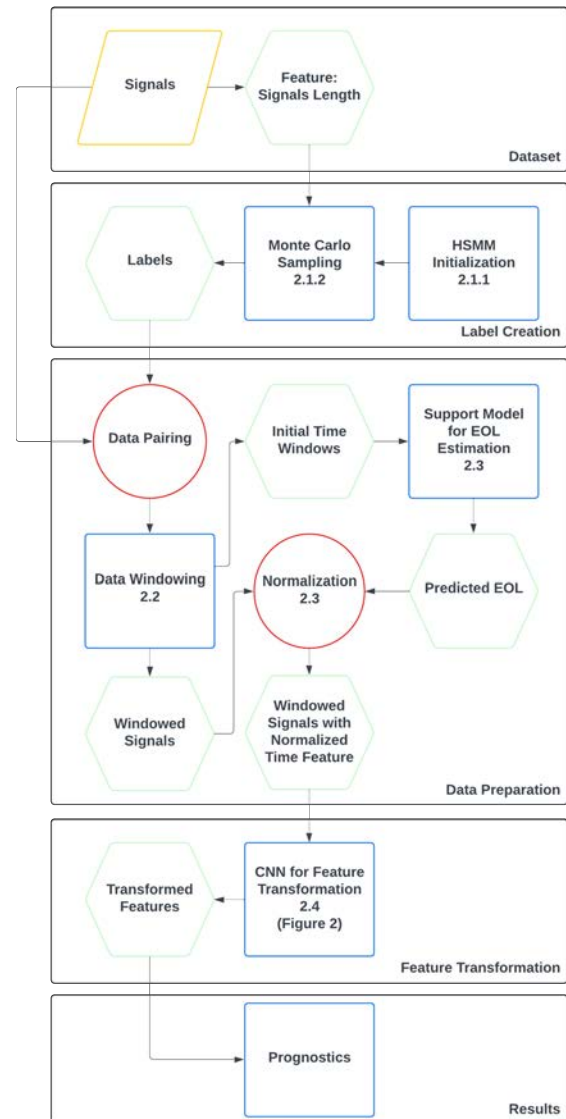 Signals
Feature:
Signals Length
Dataset
Labels
Monte Carlo
Sampling
2.1.2
HSMM
Initialization
2.1.1
Label Creation
Data Pairing
Initial Time
Windows
Support Model
for EOL
Estimation
2.3
Data Windowing
2.2
Normalization
2.3
Predicted EOL
Windowed
Signals
Windowed
Signals with
Normalized
Time Feature
Data Preparation
Transformed
Features
CNN for Feature
Transformation
2.4
(Figure 2)
Feature Transformation
Prognostics
Results